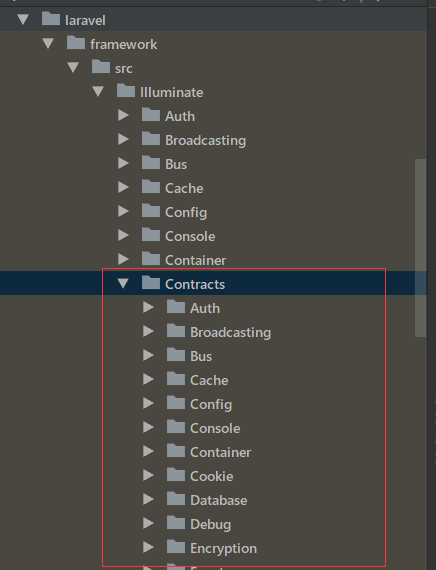 laravel
framework
src
Illuminate
Auth
Broadcasting
Bus
Cache
Config
Console
Container
Contracts
Auth
Broadcasting
Bus
Cache
Config
Console
Container
Cookie
Database
Debug
Encryption